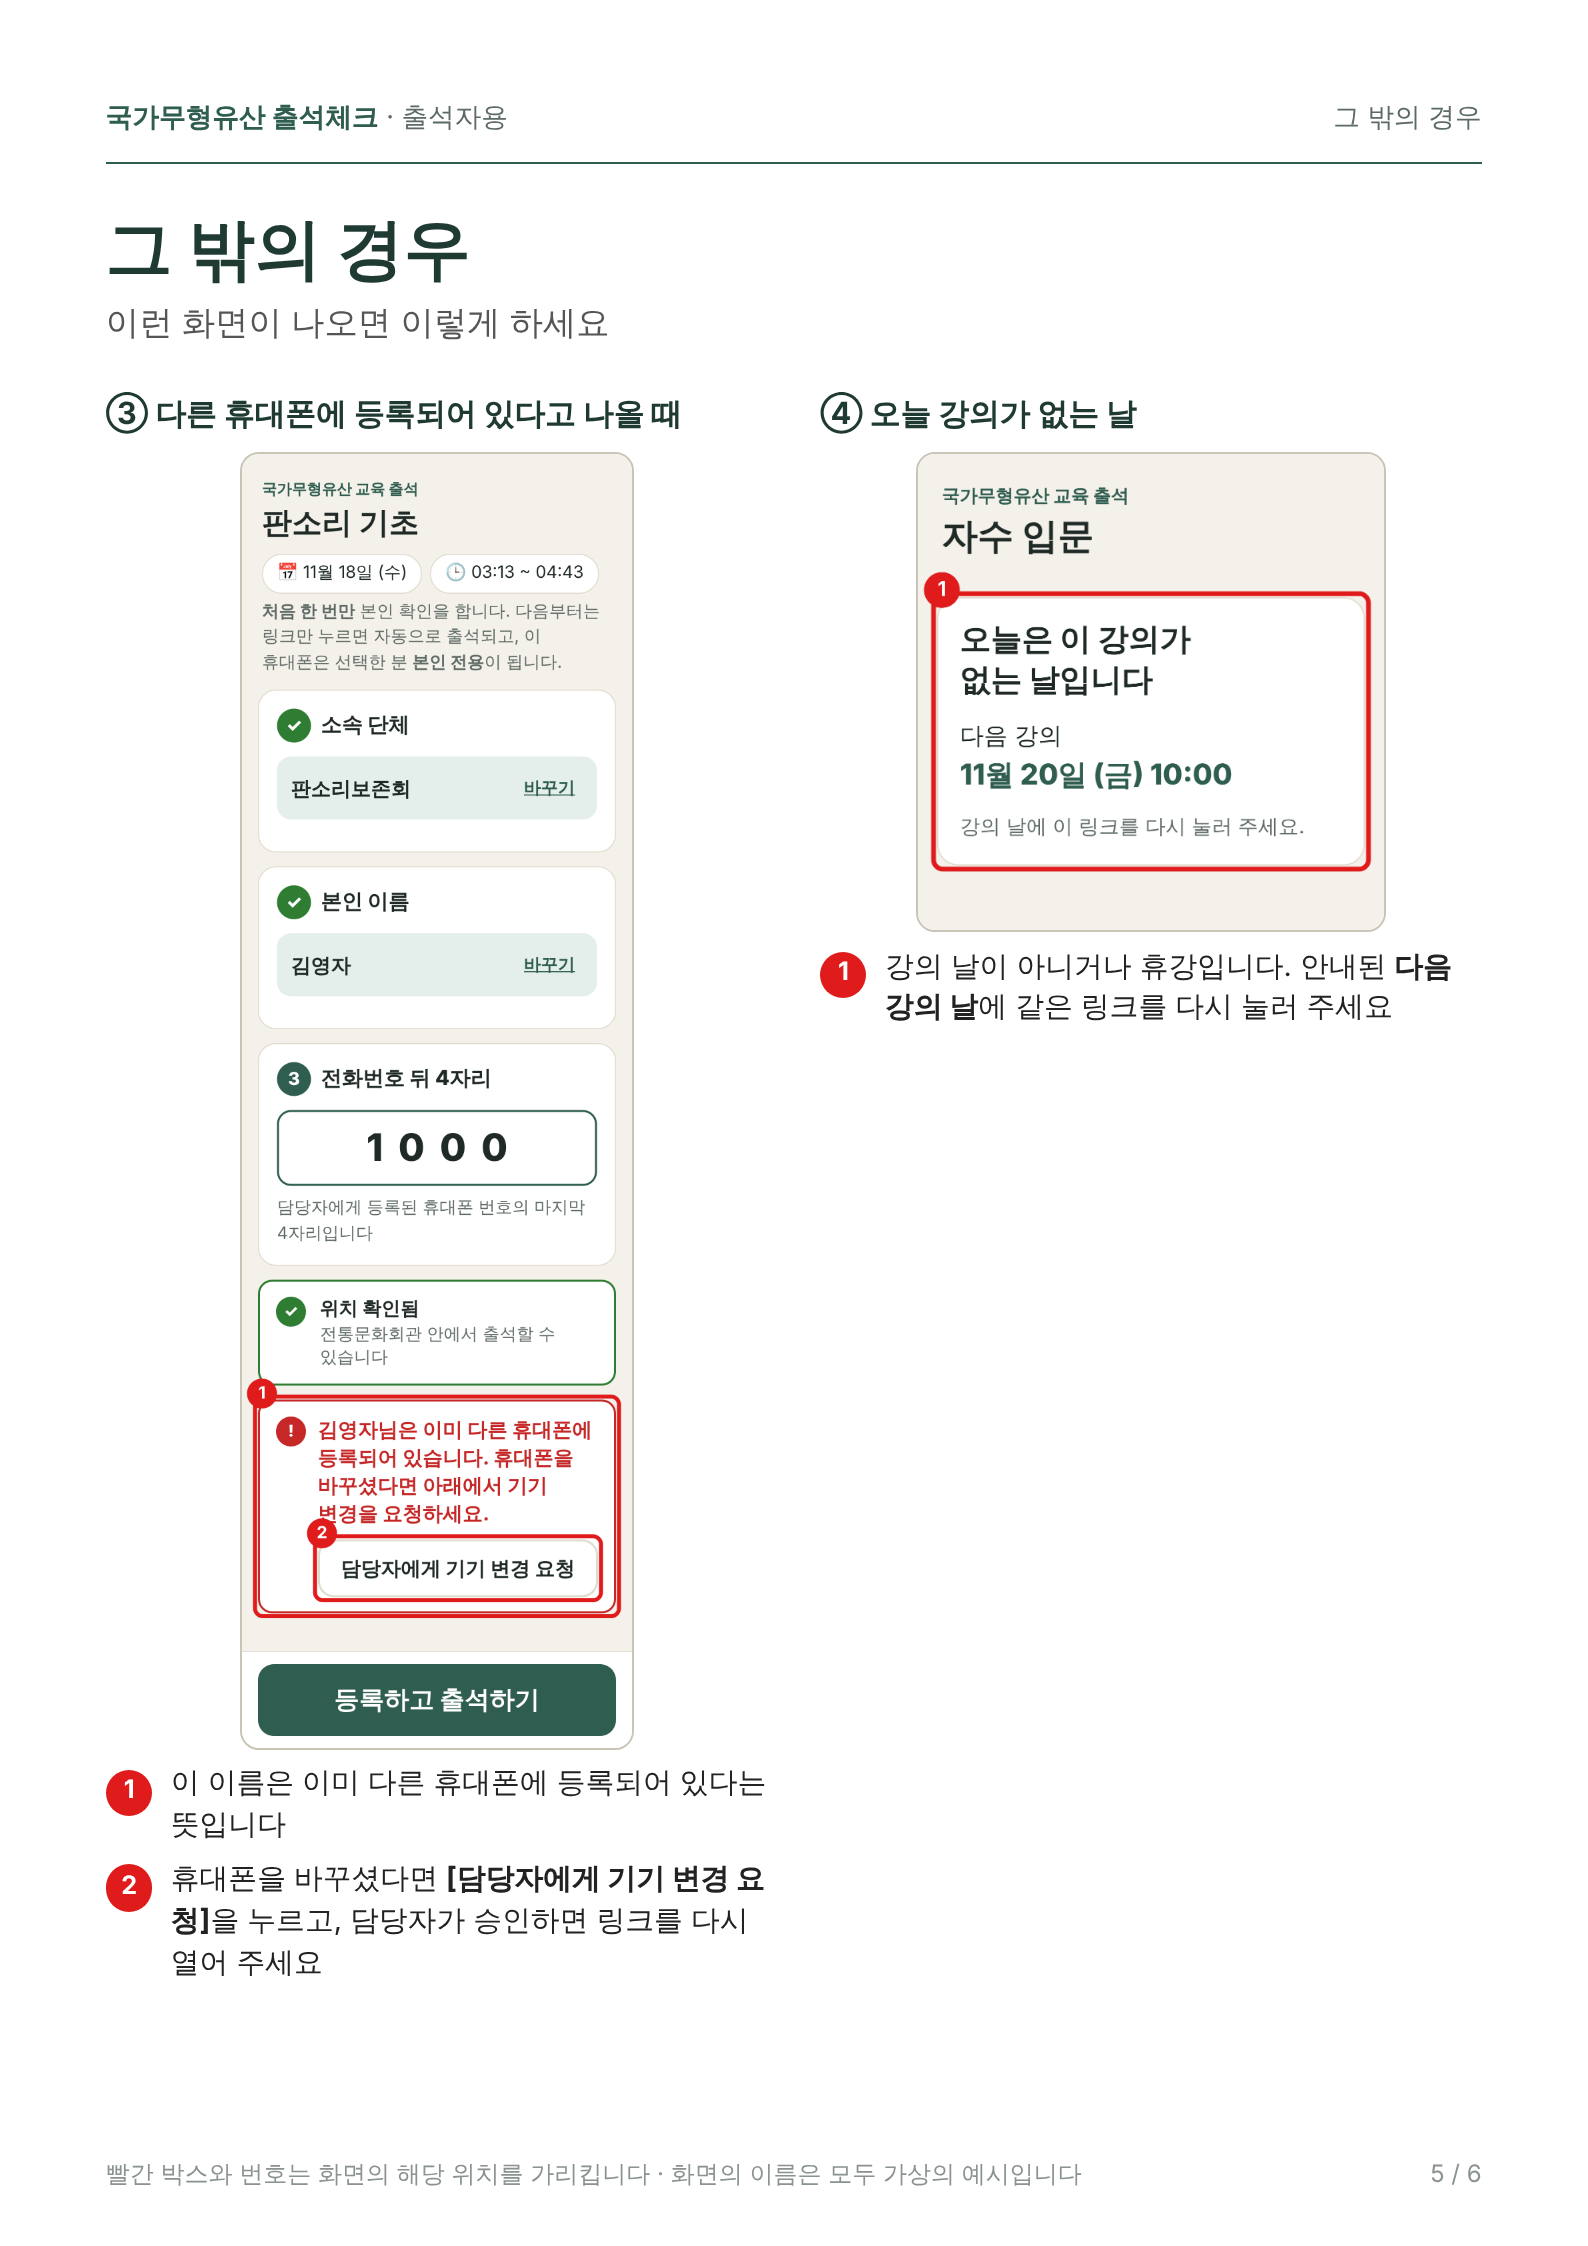 국가무형유산 출석체크 · 출석자용
그 밖의 경우
그 밖의 경우
이런 화면이 나오면 이렇게 하세요
③ 다른 휴대폰에 등록되어 있다고 나올 때
국가무형유산 교육 출석
판소리 기초
📅 11월 18일 (수)
🕒 03:13 ~ 04:43
처음 한 번만 본인 확인을 합니다. 다음부터는
링크만 누르면 자동으로 출석되고, 이
휴대폰은 선택한 분 본인 전용이 됩니다.
소속 단체
판소리보존회 바꾸기
본인 이름
김영자 바꾸기
3 전화번호 뒤 4자리
1 0 0 0
담당자에게 등록된 휴대폰 번호의 마지막
4자리입니다
위치 확인됨
전통문화회관 안에서 출석할 수
있습니다
1
! 김영자님은 이미 다른 휴대폰에
등록되어 있습니다. 휴대폰을
바꾸셨다면 아래에서 기기
변경을 요청하세요.
2
담당자에게 기기 변경 요청
등록하고 출석하기
1 이 이름은 이미 다른 휴대폰에 등록되어 있다는
뜻입니다
2 휴대폰을 바꾸셨다면 [담당자에게 기기 변경 요
청]을 누르고, 담당자가 승인하면 링크를 다시
열어 주세요
④ 오늘 강의가 없는 날
국가무형유산 교육 출석
자수 입문
1
오늘은 이 강의가
없는 날입니다
다음 강의
11월 20일 (금) 10:00
강의 날에 이 링크를 다시 눌러 주세요.
1 강의 날이 아니거나 휴강입니다. 안내된 다음
강의 날에 같은 링크를 다시 눌러 주세요
빨간 박스와 번호는 화면의 해당 위치를 가리킵니다 · 화면의 이름은 모두 가상의 예시입니다
5 / 6